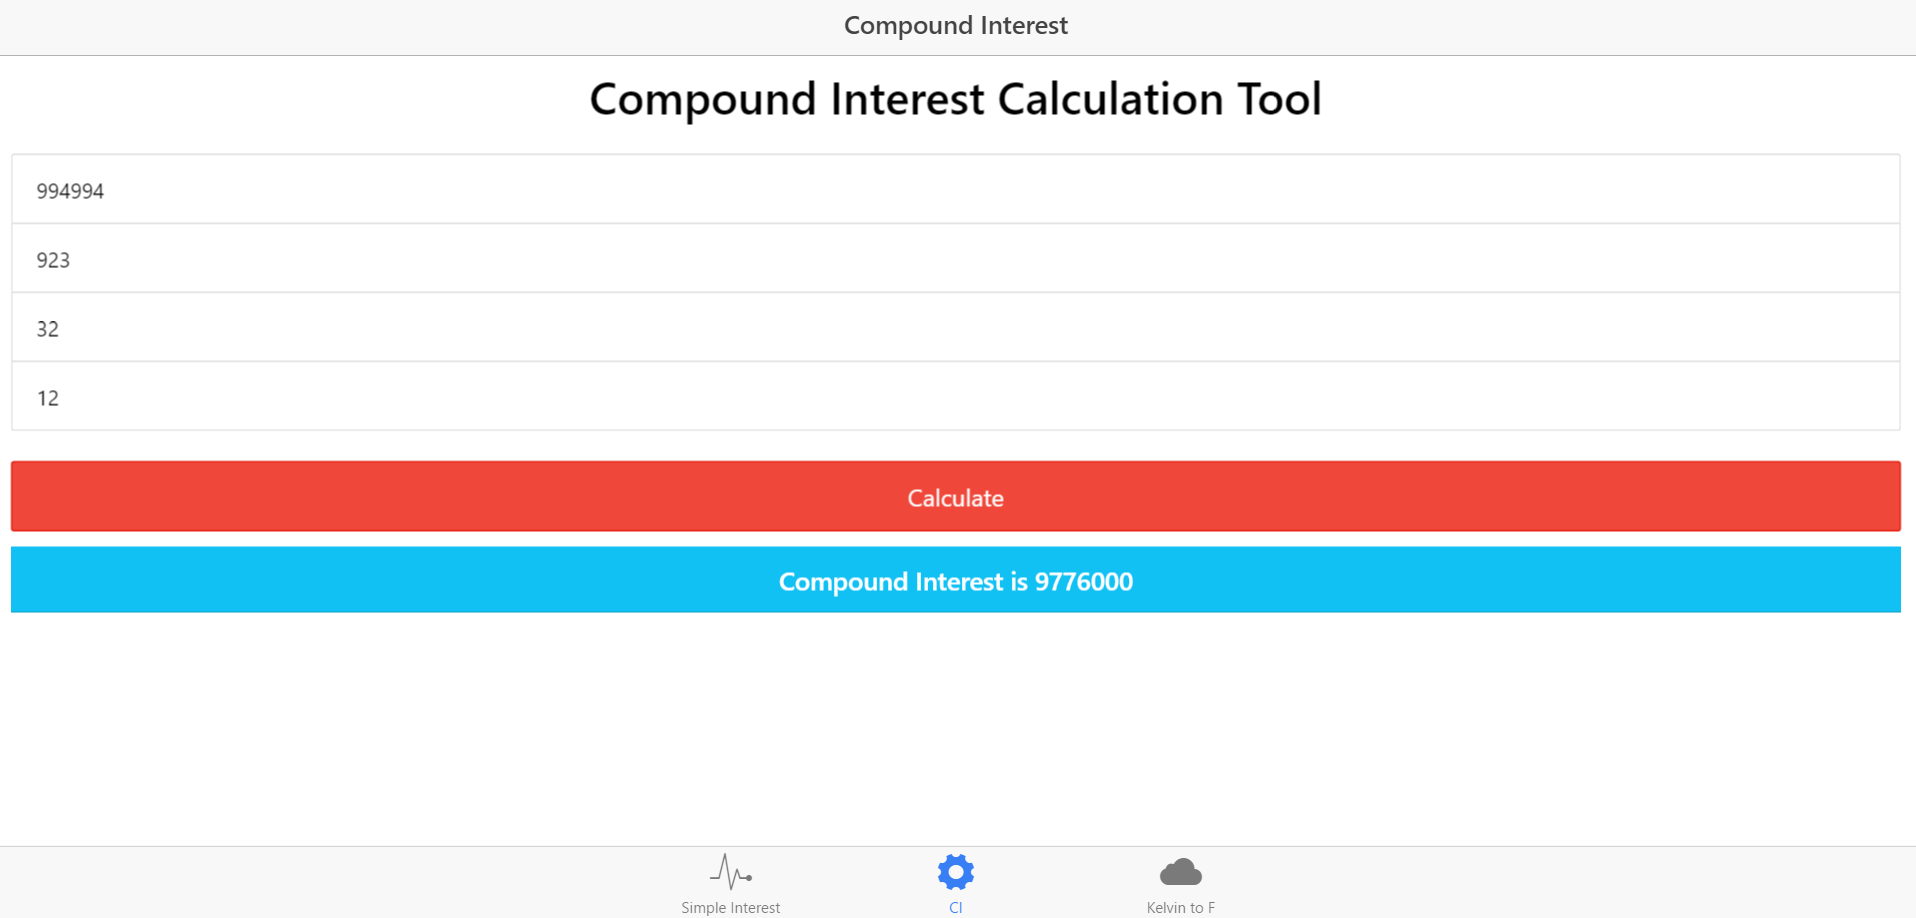 Compound Interest
Compound Interest Calculation Tool
994994
923
32
12
Calculate
Compound Interest is 9776000
Simple Interest
CI
Kelvin to F